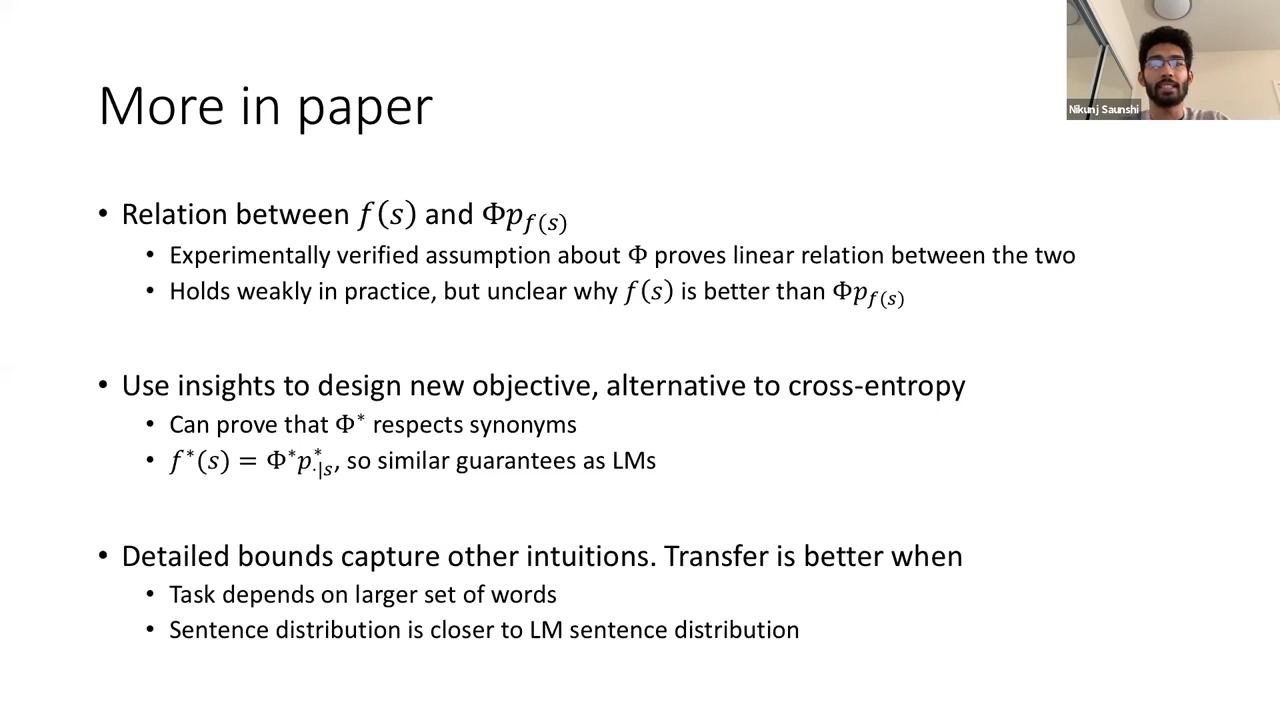 More in paper
Nikunj Saunshi
• Relation between f(s) and Φp_{f(s)}
• Experimentally verified assumption about Φ proves linear relation between the two
• Holds weakly in practice, but unclear why f(s) is better than Φp_{f(s)}
• Use insights to design new objective, alternative to cross-entropy
• Can prove that Φ* respects synonyms
• f*(s) = Φ*p*_{·|s}, so similar guarantees as LMs
• Detailed bounds capture other intuitions. Transfer is better when
• Task depends on larger set of words
• Sentence distribution is closer to LM sentence distribution